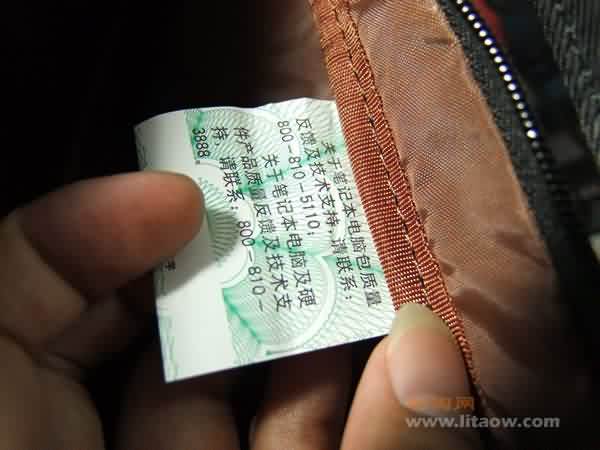 关于笔记本电脑包质量
反馈及技术支持，请联系：
800-810-5110；
关于笔记本电脑及硬
件产品质量反馈及技术支
持，请联系：800-810-
3888。
网
www.litaow.com